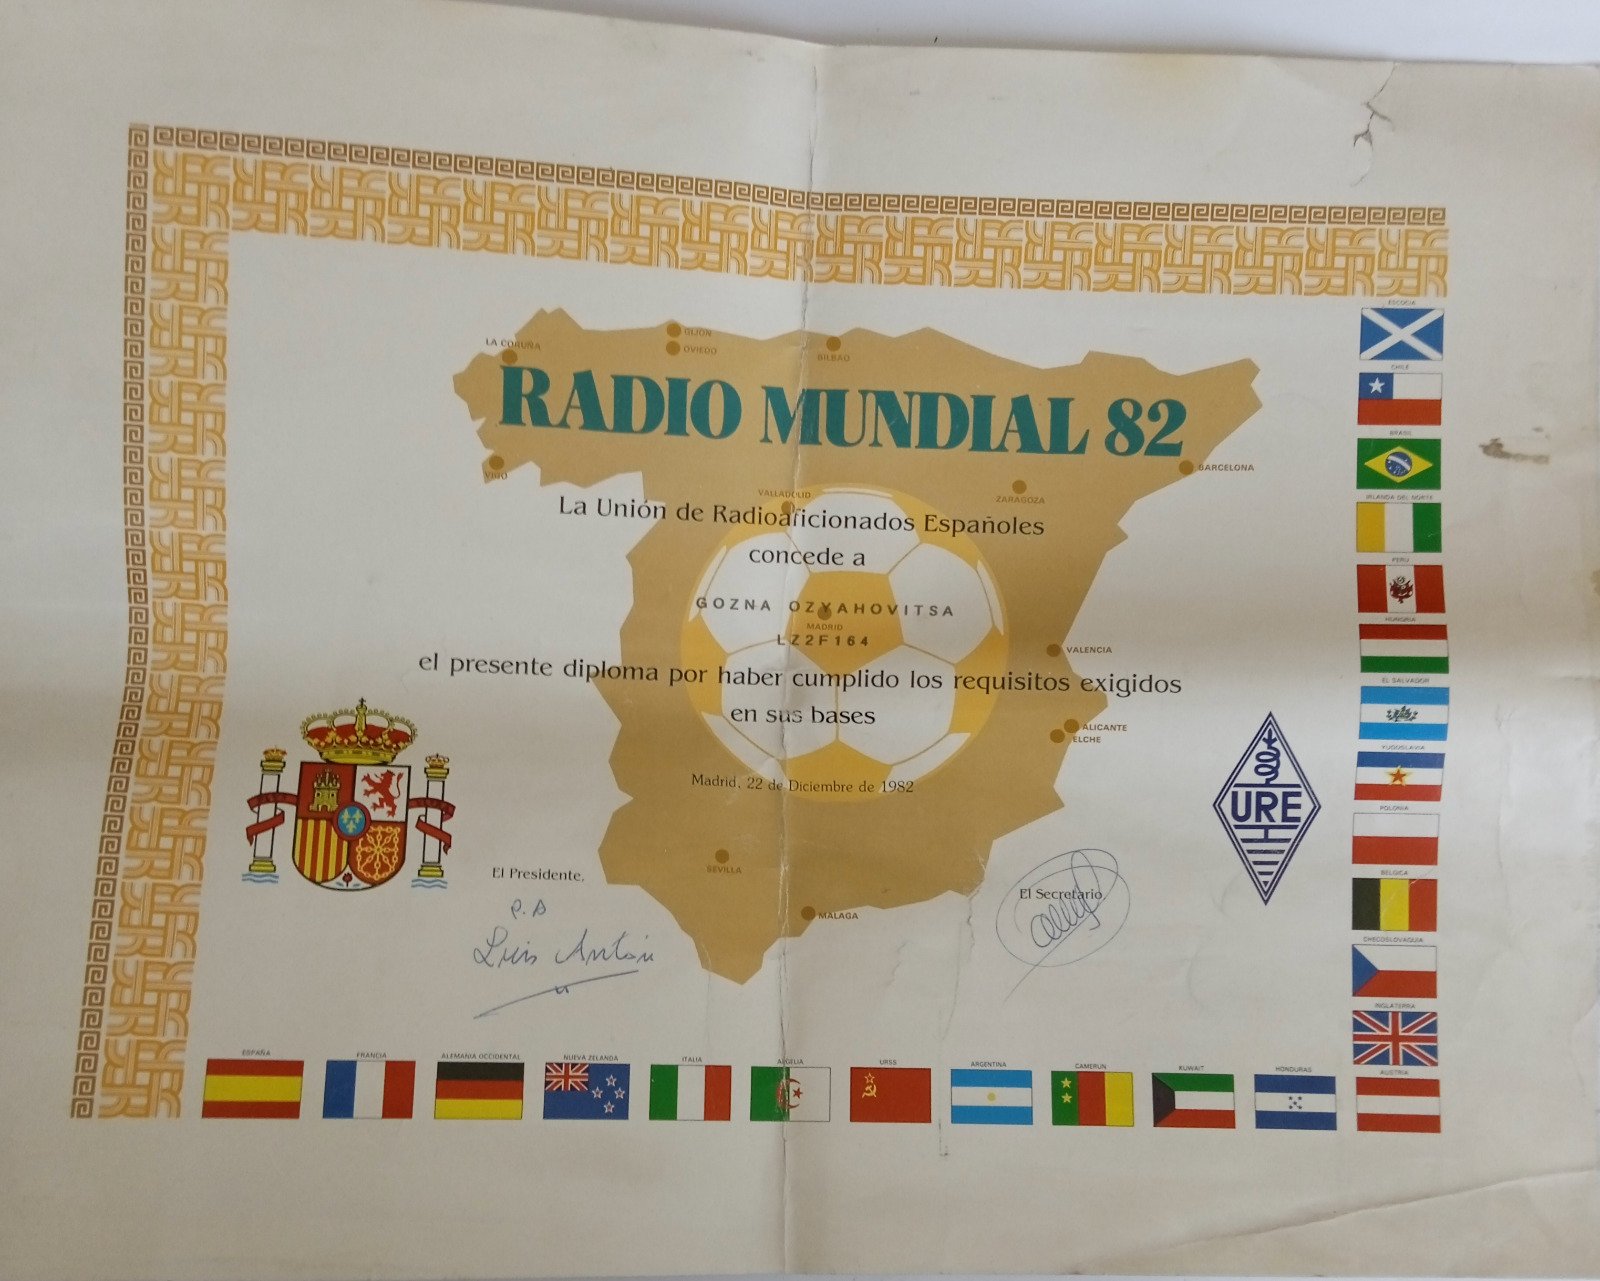 LA CORUÑA
GIJON
OVIEDO
BILBAO
RADIO MUNDIAL 82
VIGO
BARCELONA
ZARAGOZA
VALLADOLID
La Unión de Radioaficionados Españoles
concede a
GOZNA OZYAHOVITSA
MADRID
LZ2F164
VALENCIA
el presente diploma por haber cumplido los requisitos exigidos
en sus bases
ALICANTE
ELCHE
Madrid, 22 de Diciembre de 1982
URE
SEVILLA
El Presidente,
El Secretario
P.A
MALAGA
Luis Antón
ESCOCIA
CHILE
BRASIL
IRLANDA DEL NORTE
PERU
HUNGRIA
EL SALVADOR
YUGOSLAVIA
POLONIA
BELGICA
CHECOSLOVAQUIA
INGLATERRA
AUSTRIA
ESPAÑA
FRANCIA
ALEMANIA OCCIDENTAL
NUEVA ZELANDA
ITALIA
URSS
ARGENTINA
CAMERUN
KUWAIT
HONDURAS